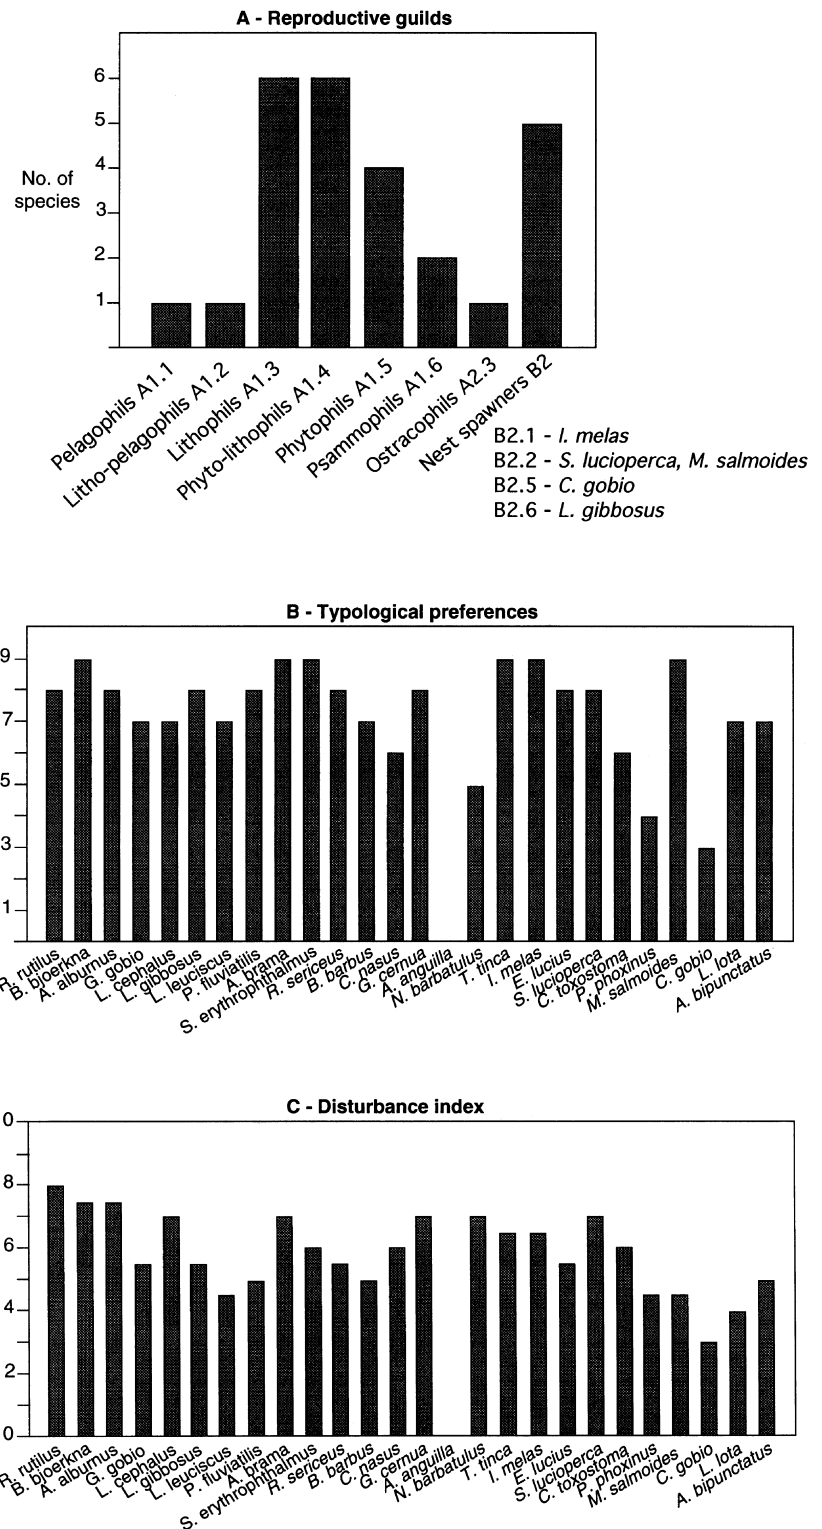 A - Reproductive guilds
6
5
4
3
2
1
No. of
species
Pelagophils A1.1
Litho-pelagophils A1.2
Lithophils A1.3
Phyto-lithophils A1.4
Phytophils A1.5
Psammophils A1.6
Ostracophils A2.3
Nest spawners B2
B2.1 - I. melas
B2.2 - S. lucioperca, M. salmoides
B2.5 - C. gobio
B2.6 - L. gibbosus
B - Typological preferences
9
7
5
3
1
R. rutilus
B. bjoerkna
A. alburnus
G. gobio
L. cephalus
L. gibbosus
L. leuciscus
P. fluviatilis
A. brama
S. erythrophthalmus
R. sericeus
B. barbus
C. nasus
G. cernua
A. anguilla
N. barbatulus
T. tinca
I. melas
E. lucius
S. lucioperca
C. toxostoma
P. phoxinus
M. salmoides
C. gobio
L. lota
A. bipunctatus
C - Disturbance index
0
8
6
4
2
0
R. rutilus
B. bjoerkna
A. alburnus
G. gobio
L. cephalus
L. gibbosus
L. leuciscus
P. fluviatilis
A. brama
S. erythrophthalmus
R. sericeus
B. barbus
C. nasus
G. cernua
A. anguilla
N. barbatulus
T. tinca
I. melas
E. lucius
S. lucioperca
C. toxostoma
P. phoxinus
M. salmoides
C. gobio
L. lota
A. bipunctatus